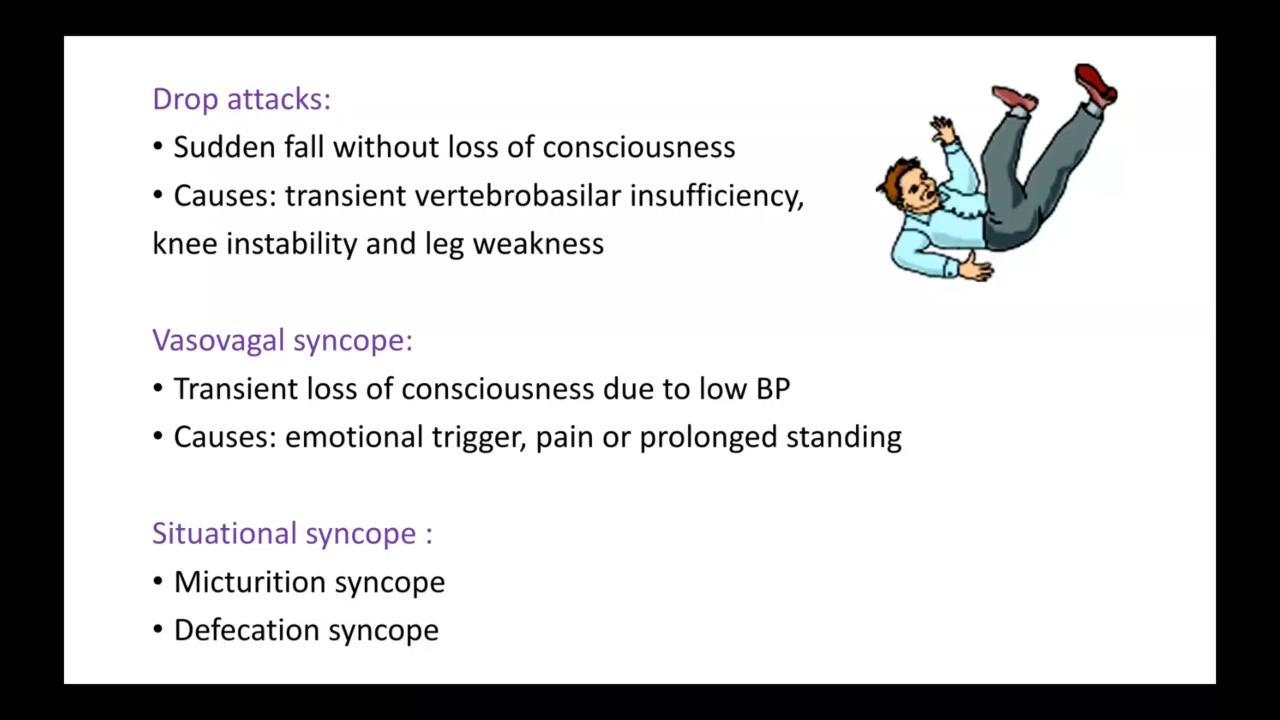 Drop attacks:
• Sudden fall without loss of consciousness
• Causes: transient vertebrobasilar insufficiency,
knee instability and leg weakness
Vasovagal syncope:
• Transient loss of consciousness due to low BP
• Causes: emotional trigger, pain or prolonged standing
Situational syncope :
• Micturition syncope
• Defecation syncope